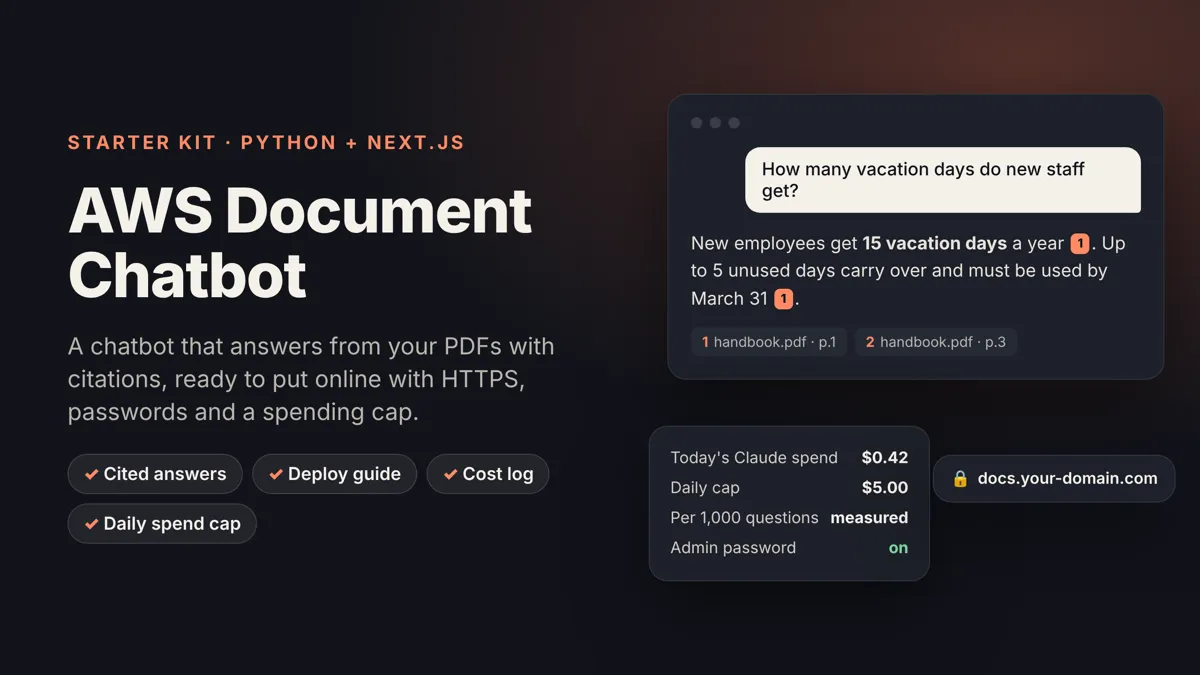 STARTER KIT · PYTHON + NEXT.JS
AWS Document
Chatbot
A chatbot that answers from your PDFs with
citations, ready to put online with HTTPS,
passwords and a spending cap.
✓ Cited answers
✓ Deploy guide
✓ Cost log
✓ Daily spend cap
How many vacation days do new staff
get?
New employees get 15 vacation days a year 1. Up
to 5 unused days carry over and must be used by
March 31 1.
1 handbook.pdf · p.1
2 handbook.pdf · p.3
Today's Claude spend $0.42
Daily cap $5.00
Per 1,000 questions measured
Admin password on
🔒 docs.your-domain.com